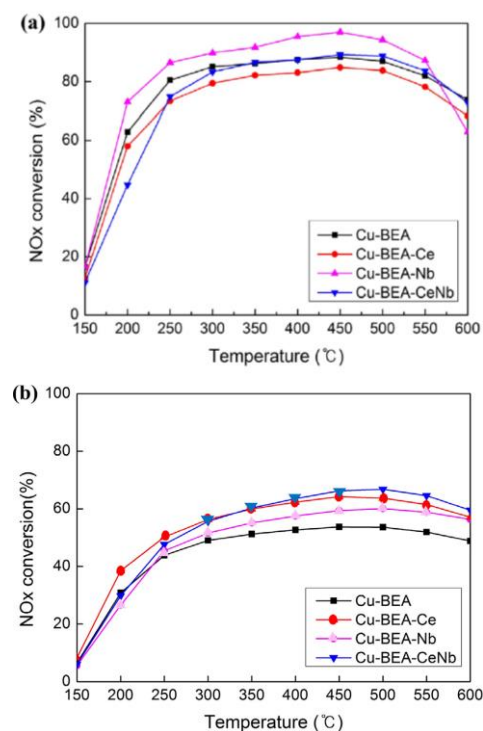 (a)
100
80
60
40
20
0
NOx conversion (%)
Cu-BEA
Cu-BEA-Ce
Cu-BEA-Nb
Cu-BEA-CeNb
150 200 250 300 350 400 450 500 550 600
Temperature (℃)
(b)
100
80
60
40
20
0
NOx conversion(%)
Cu-BEA
Cu-BEA-Ce
Cu-BEA-Nb
Cu-BEA-CeNb
150 200 250 300 350 400 450 500 550 600
Temperature (℃)